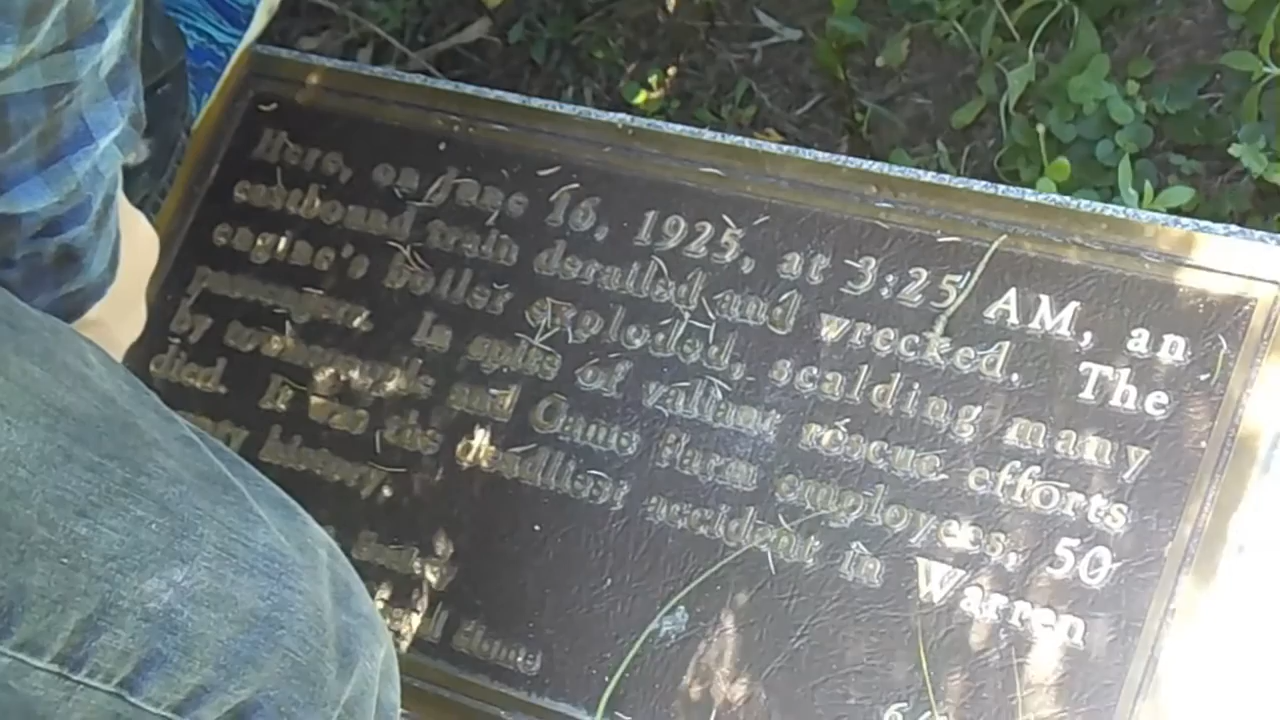 Here, on June 16, 1925, at 3:25 AM, an
eastbound train derailed and wrecked. The
engine's boiler exploded, scalding many
passengers. In spite of valiant rescue efforts
by townspeople and Game Farm employees, 50
died. It was the deadliest accident in Warren
history.